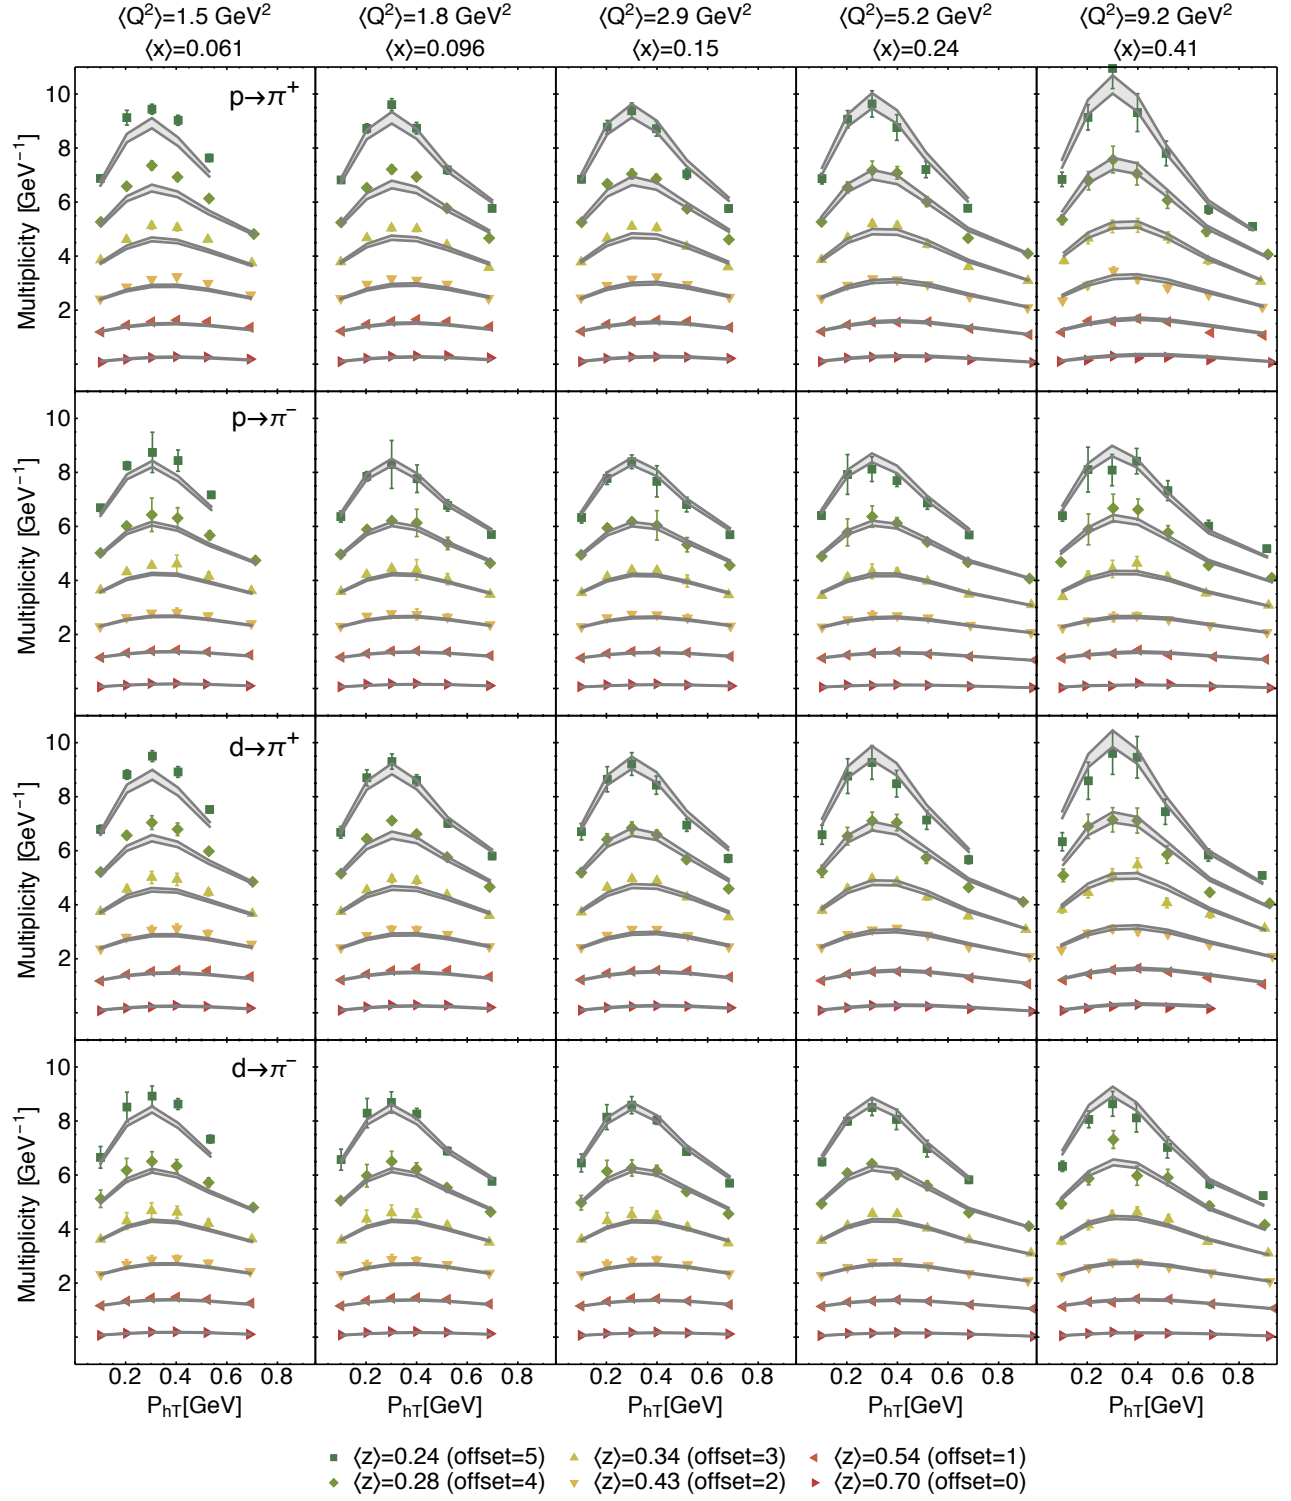 ⟨Q²⟩=1.5 GeV² ⟨Q²⟩=1.8 GeV² ⟨Q²⟩=2.9 GeV² ⟨Q²⟩=5.2 GeV² ⟨Q²⟩=9.2 GeV²
⟨x⟩=0.061 ⟨x⟩=0.096 ⟨x⟩=0.15 ⟨x⟩=0.24 ⟨x⟩=0.41
p→π⁺
10
8
6
4
2
Multiplicity [GeV⁻¹]
p→π⁻
10
8
6
4
2
Multiplicity [GeV⁻¹]
d→π⁺
10
8
6
4
2
Multiplicity [GeV⁻¹]
d→π⁻
10
8
6
4
2
Multiplicity [GeV⁻¹]
0.2 0.4 0.6 0.8 0.2 0.4 0.6 0.8 0.2 0.4 0.6 0.8 0.2 0.4 0.6 0.8 0.2 0.4 0.6 0.8
P_hT[GeV] P_hT[GeV] P_hT[GeV] P_hT[GeV] P_hT[GeV]
⟨z⟩=0.24 (offset=5) ⟨z⟩=0.34 (offset=3) ⟨z⟩=0.54 (offset=1)
⟨z⟩=0.28 (offset=4) ⟨z⟩=0.43 (offset=2) ⟨z⟩=0.70 (offset=0)